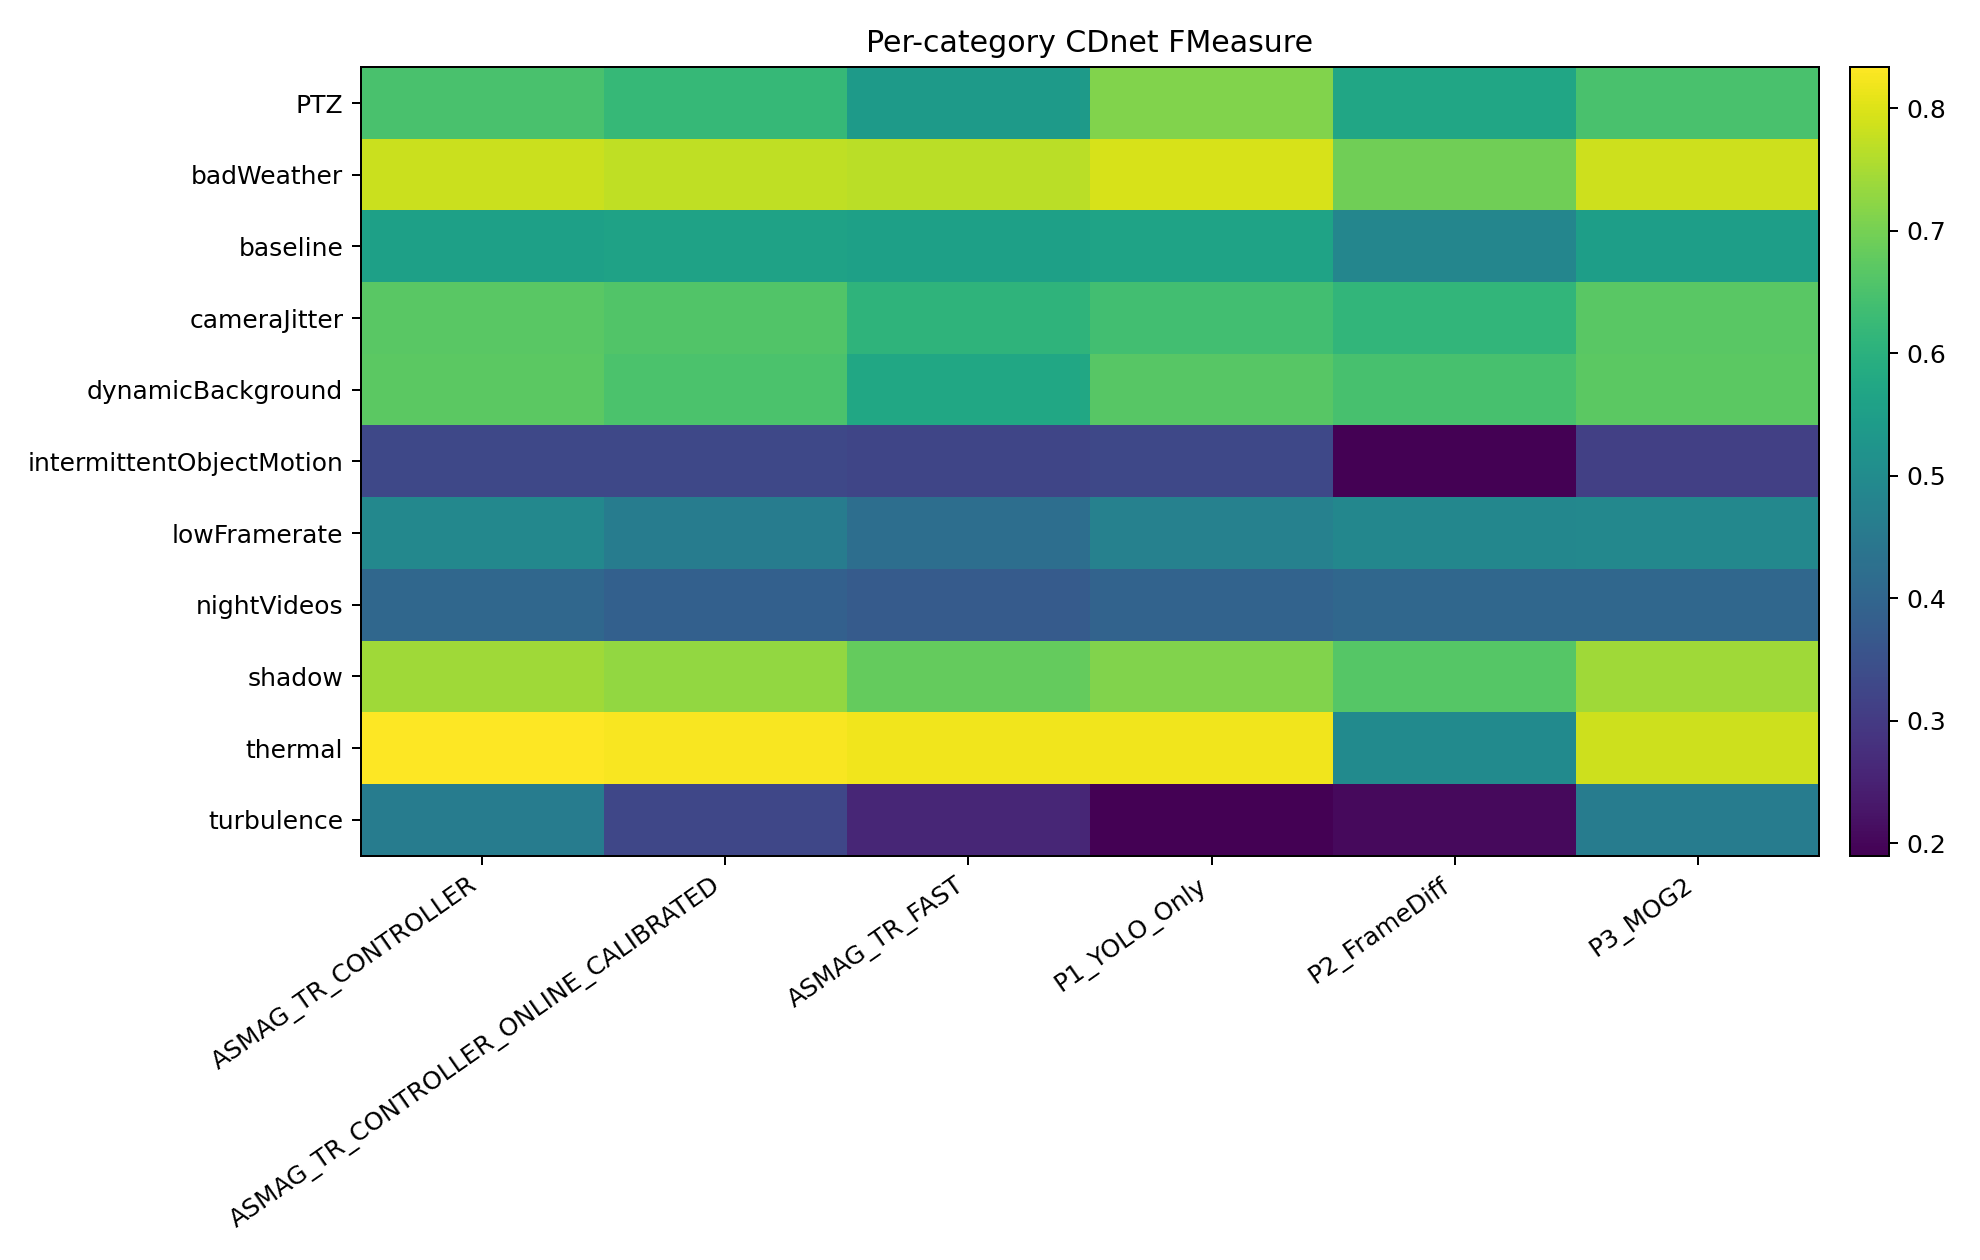 Per-category CDnet FMeasure
PTZ
badWeather
baseline
cameraJitter
dynamicBackground
intermittentObjectMotion
lowFramerate
nightVideos
shadow
thermal
turbulence
ASMAG_TR_CONTROLLER
ASMAG_TR_CONTROLLER_ONLINE_CALIBRATED
ASMAG_TR_FAST
P1_YOLO_Only
P2_FrameDiff
P3_MOG2
0.8
0.7
0.6
0.5
0.4
0.3
0.2